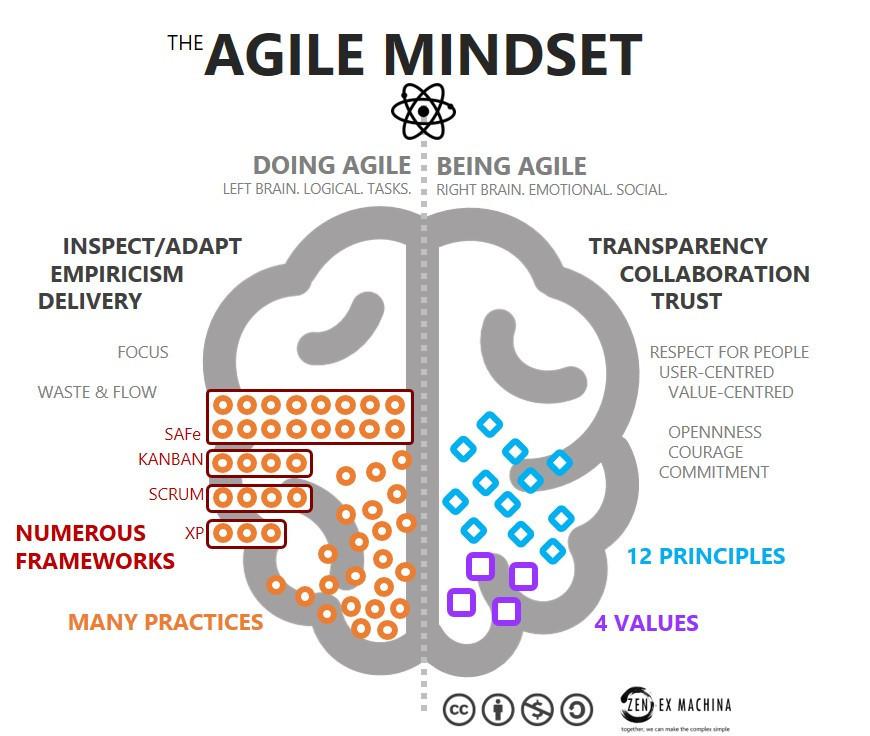 THE AGILE MINDSET
DOING AGILE
LEFT BRAIN. LOGICAL. TASKS.
BEING AGILE
RIGHT BRAIN. EMOTIONAL. SOCIAL.
INSPECT/ADAPT
EMPIRICISM
DELIVERY
FOCUS
WASTE & FLOW
SAFe
KANBAN
SCRUM
XP
NUMEROUS
FRAMEWORKS
MANY PRACTICES
TRANSPARENCY
COLLABORATION
TRUST
RESPECT FOR PEOPLE
USER-CENTRED
VALUE-CENTRED
OPENNNESS
COURAGE
COMMITMENT
12 PRINCIPLES
4 VALUES
cc
$
ZEN EX MACHINA
together, we can make the complex simple